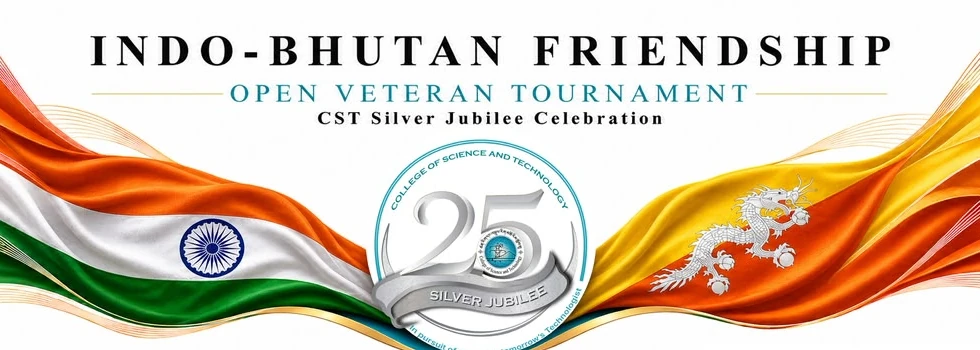 INDO-BHUTAN FRIENDSHIP
OPEN VETERAN TOURNAMENT
CST Silver Jubilee Celebration
COLLEGE OF SCIENCE AND TECHNOLOGY
25
SILVER JUBILEE
In pursuit of
tomorrow's Technologist